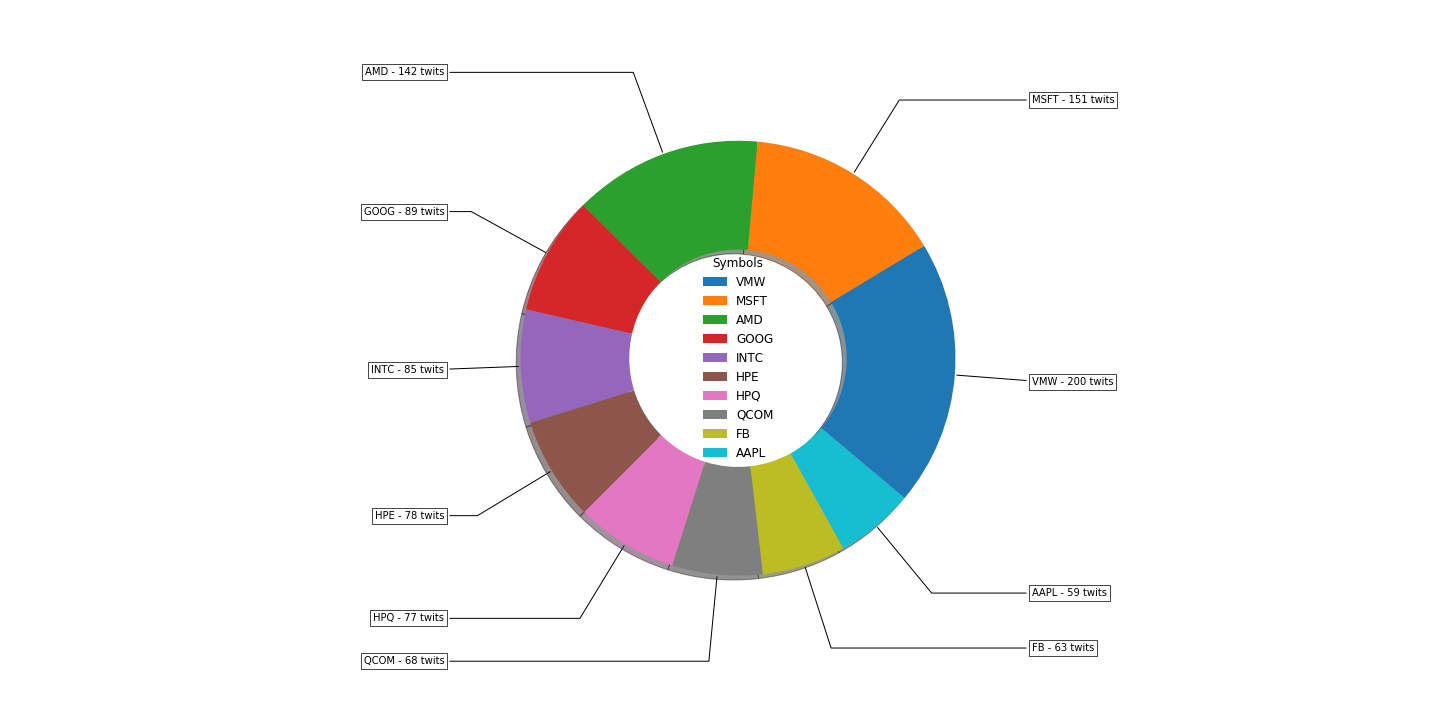 AMD - 142 twits
MSFT - 151 twits
GOOG - 89 twits
Symbols
VMW
MSFT
AMD
GOOG
INTC
HPE
HPQ
QCOM
FB
AAPL
INTC - 85 twits
VMW - 200 twits
HPE - 78 twits
AAPL - 59 twits
HPQ - 77 twits
FB - 63 twits
QCOM - 68 twits